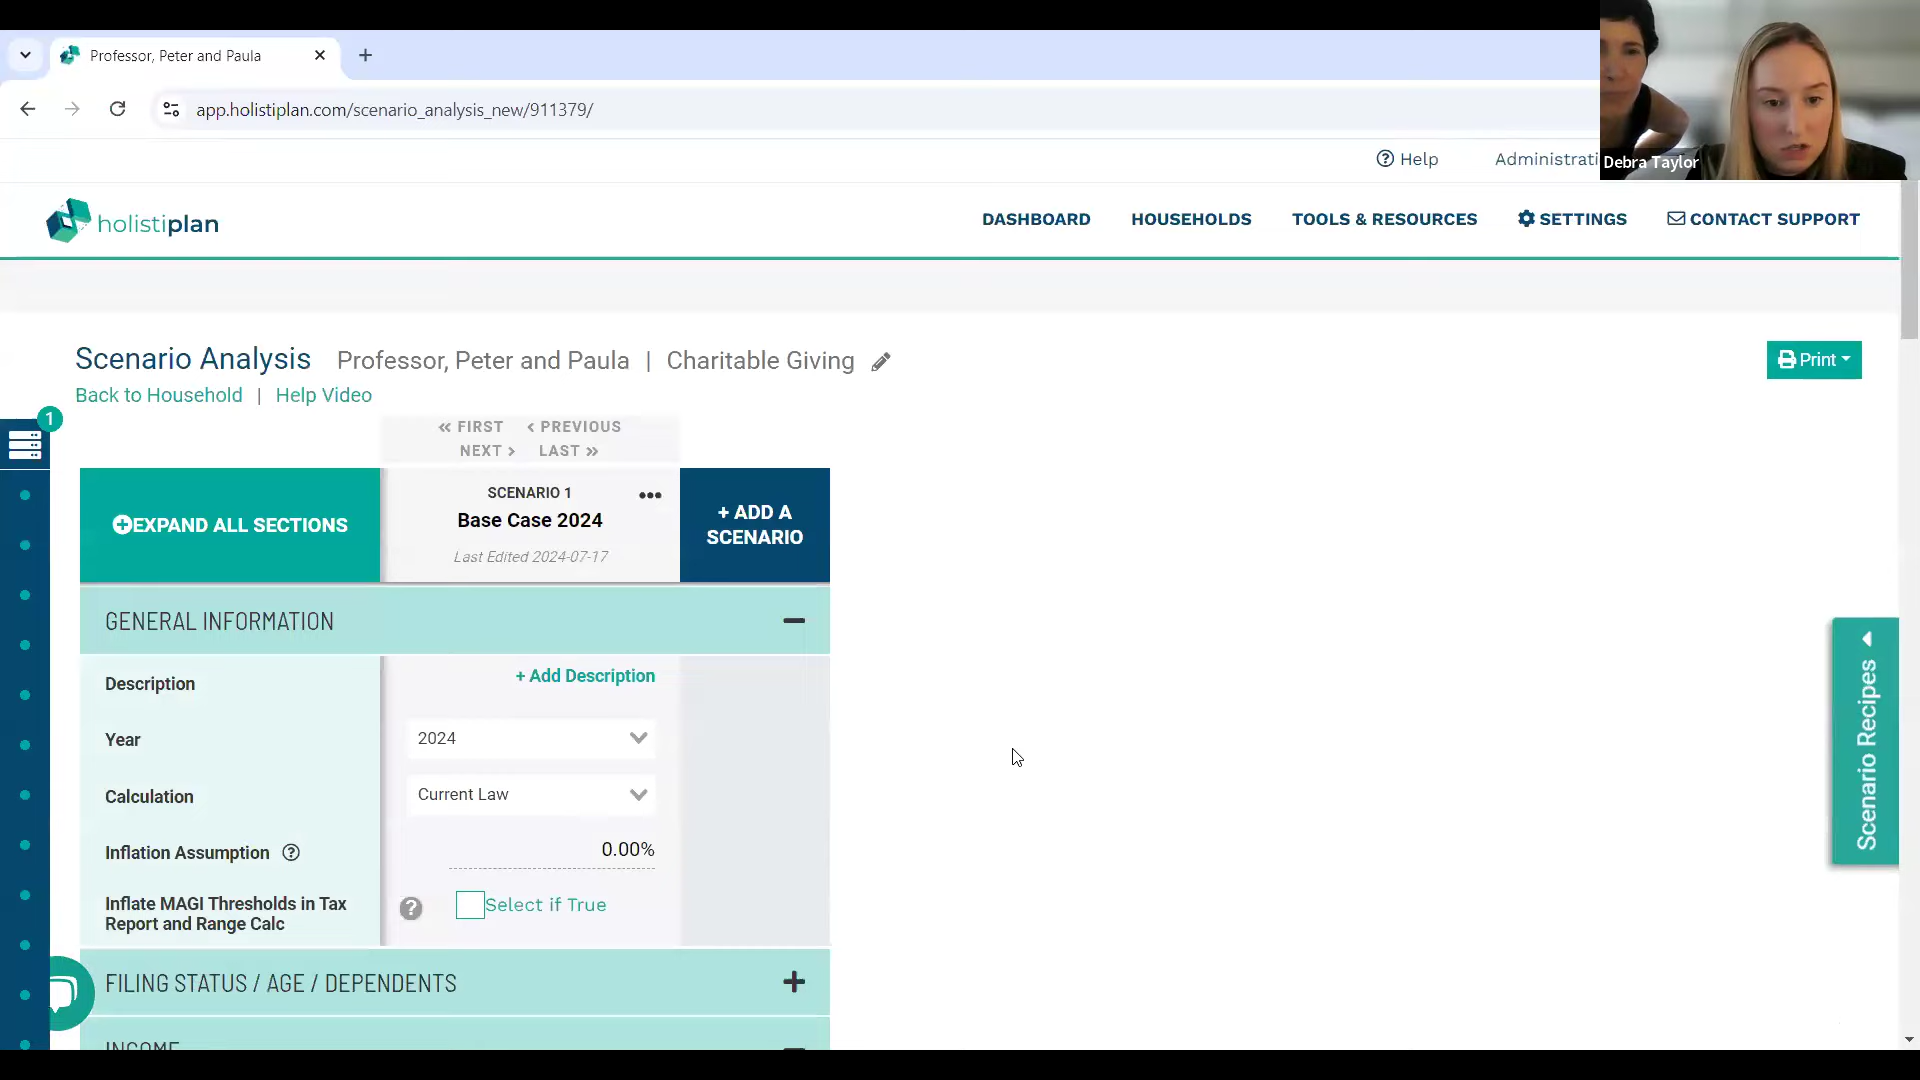 Professor, Peter and Paula
app.holistiplan.com/scenario_analysis_new/911379/
Debra Taylor
Help Administrati
holistiplan
DASHBOARD HOUSEHOLDS TOOLS & RESOURCES SETTINGS CONTACT SUPPORT
Scenario Analysis Professor, Peter and Paula | Charitable Giving
Print
Back to Household | Help Video
1
« FIRST ‹ PREVIOUS
NEXT › LAST »
EXPAND ALL SECTIONS
SCENARIO 1
Base Case 2024
Last Edited 2024-07-17
+ ADD A
SCENARIO
GENERAL INFORMATION
Description + Add Description
Year 2024
Calculation Current Law
Inflation Assumption ? 0.00%
Inflate MAGI Thresholds in Tax
Report and Range Calc
? Select if True
FILING STATUS / AGE / DEPENDENTS
INCOME
Scenario Recipes